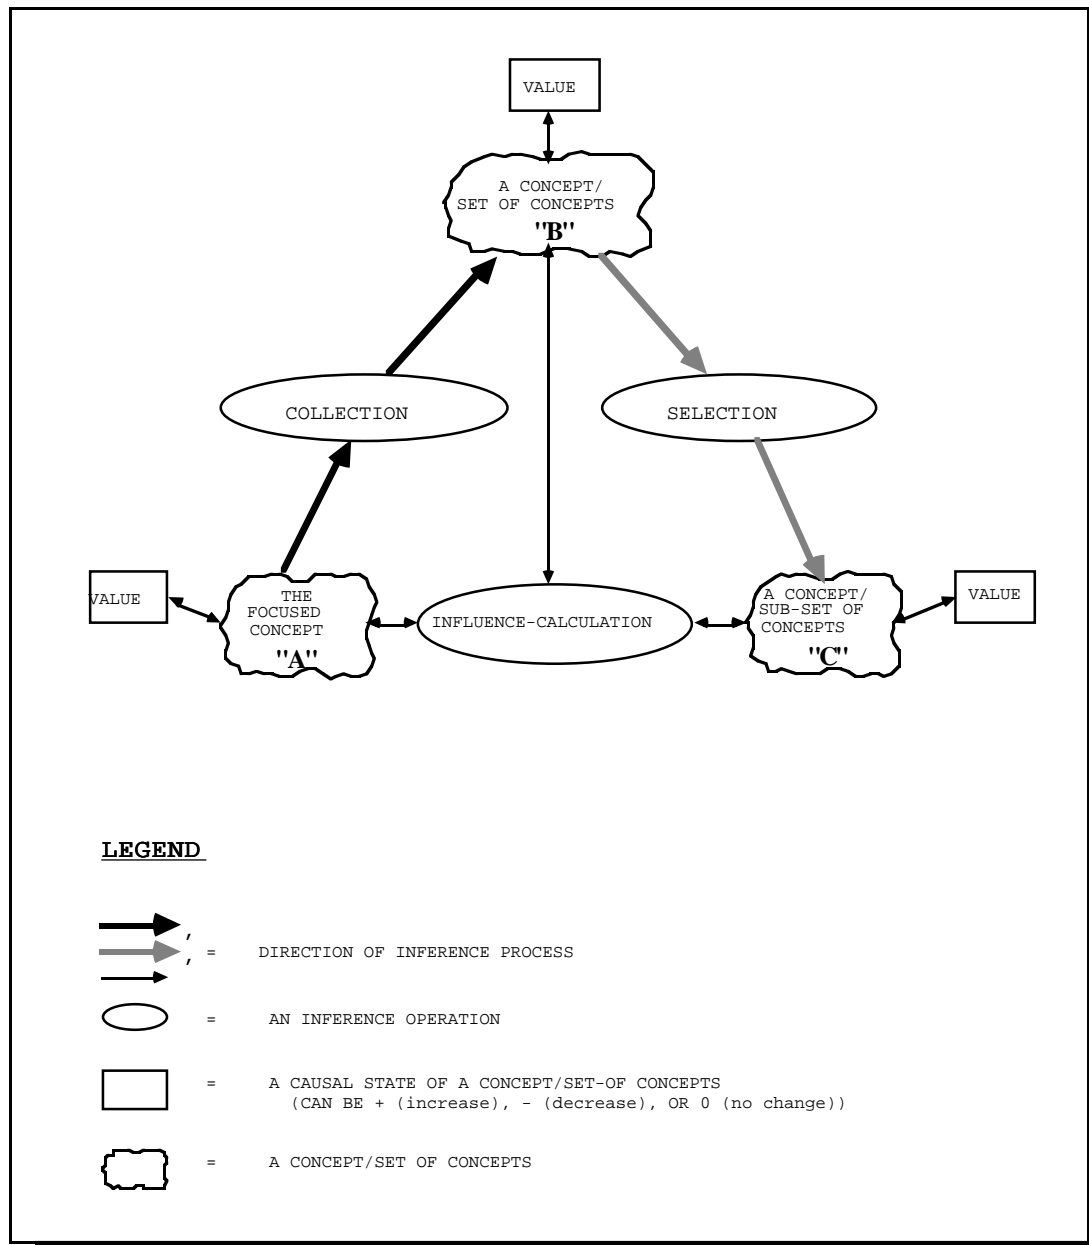 VALUE
A CONCEPT/
SET OF CONCEPTS
"B"
COLLECTION
SELECTION
VALUE
THE
FOCUSED
CONCEPT
"A"
INFLUENCE-CALCULATION
A CONCEPT/
SUB-SET OF
CONCEPTS
"C"
VALUE
LEGEND
,
, = DIRECTION OF INFERENCE PROCESS
= AN INFERENCE OPERATION
= A CAUSAL STATE OF A CONCEPT/SET-OF CONCEPTS
(CAN BE + (increase), - (decrease), OR 0 (no change))
= A CONCEPT/SET OF CONCEPTS